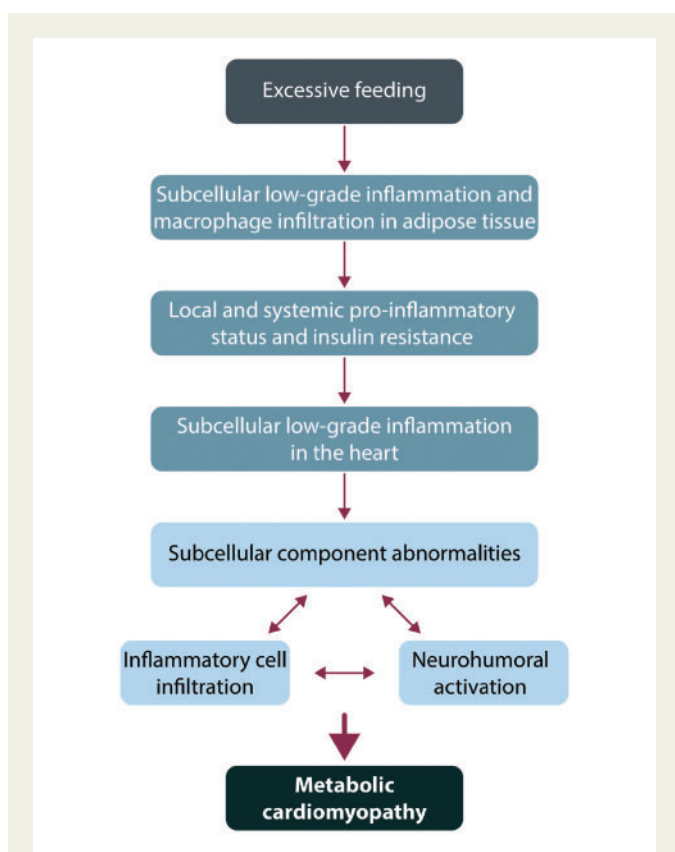 Excessive feeding
Subcellular low-grade inflammation and
macrophage infiltration in adipose tissue
Local and systemic pro-inflammatory
status and insulin resistance
Subcellular low-grade inflammation
in the heart
Subcellular component abnormalities
Inflammatory cell
infiltration
Neurohumoral
activation
Metabolic
cardiomyopathy